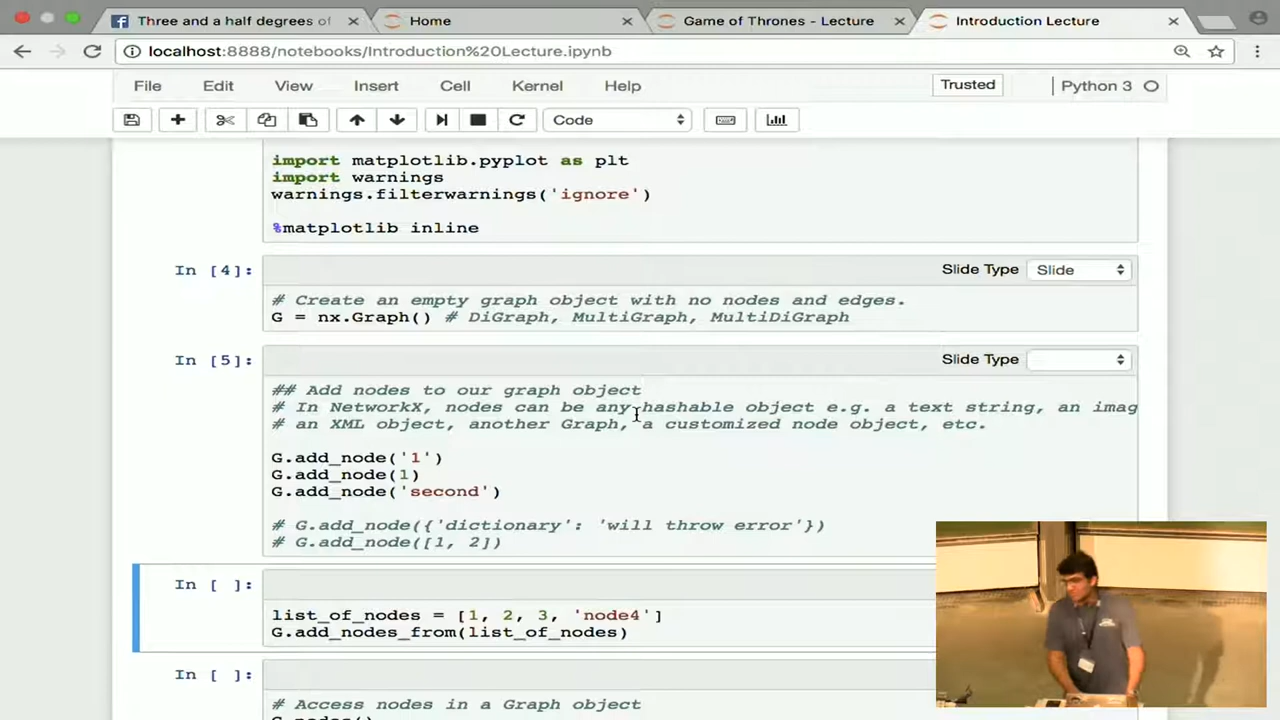 Three and a half degrees of
Home
Game of Thrones - Lecture
Introduction Lecture
localhost:8888/notebooks/Introduction%20Lecture.ipynb
File Edit View Insert Cell Kernel Help Trusted Python 3
Code
import matplotlib.pyplot as plt
import warnings
warnings.filterwarnings('ignore')
%matplotlib inline
In [4]: Slide Type Slide
# Create an empty graph object with no nodes and edges.
G = nx.Graph() # DiGraph, MultiGraph, MultiDiGraph
In [5]: Slide Type
## Add nodes to our graph object
# In NetworkX, nodes can be any hashable object e.g. a text string, an imag
# an XML object, another Graph, a customized node object, etc.
G.add_node('1')
G.add_node(1)
G.add_node('second')
# G.add_node({'dictionary': 'will throw error'})
# G.add_node([1, 2])
In [ ]:
list_of_nodes = [1, 2, 3, 'node4']
G.add_nodes_from(list_of_nodes)
In [ ]:
# Access nodes in a Graph object
G.nodes()